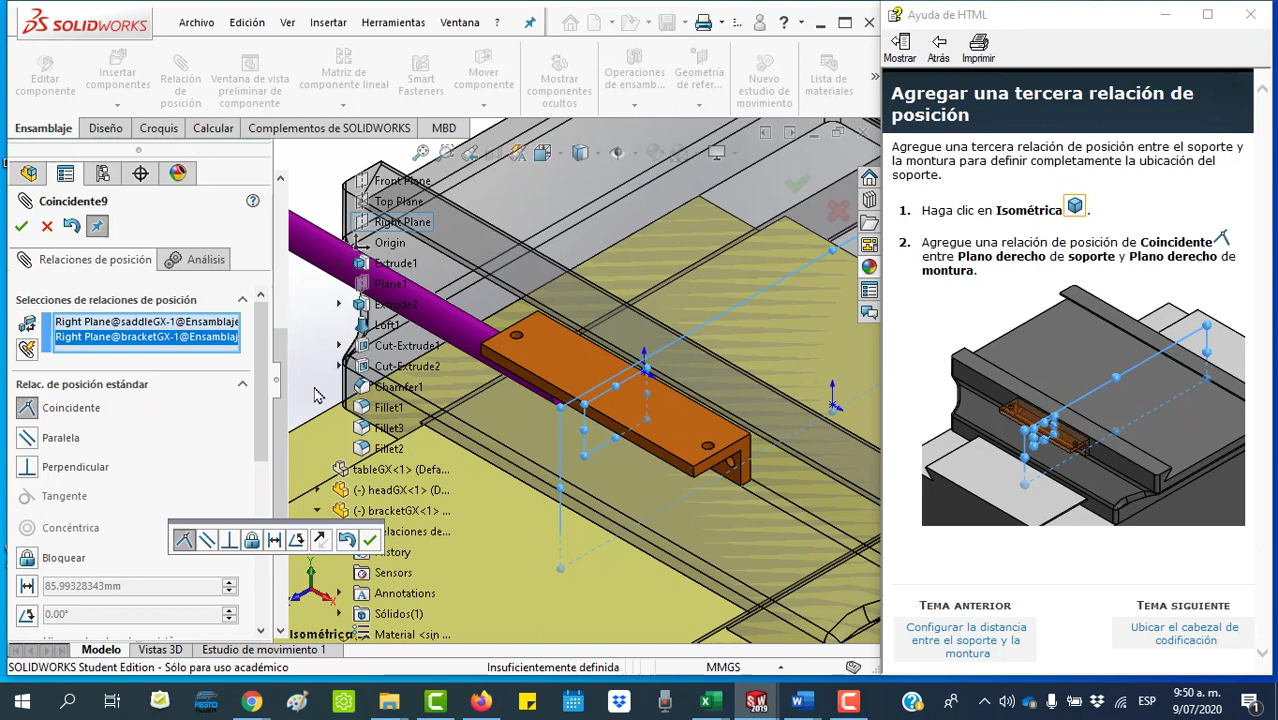 SOLIDWORKS
Archivo Edición Ver Insertar Herramientas Ventana ?
Editar componente
Insertar componentes
Relación de posición
Ventana de vista preliminar de componente
Matriz de componente lineal
Smart Fasteners
Mover componente
Mostrar componentes ocultos
Operaciones de ensamb...
Geometría de refer...
Nuevo estudio de movimiento
Lista de materiales
»
Ensamblaje Diseño Croquis Calcular Complementos de SOLIDWORKS MBD
Coincidente9
Relaciones de posición Análisis
Selecciones de relaciones de posición
Right Plane@saddleGX-1@Ensamblaje
Right Plane@bracketGX-1@Ensamblaj
Relac. de posición estándar
Coincidente
Paralela
Perpendicular
Tangente
Concéntrica
Bloquear
85.99328343mm
0.00°
Front Plane
Top Plane
Right Plane
Origin
Extrude1
Plane1
Extrude2
Loft1
Cut-Extrude1
Cut-Extrude2
Chamfer1
Fillet1
Fillet3
Fillet2
tableGX<1> (Defa...
(-) headGX<1> (D...
(-) bracketGX<1> ...
laciones de...
History
Sensors
Annotations
Sólidos(1)
Material <sin ...
Y
X
Isométrica
Modelo Vistas 3D Estudio de movimiento 1
SOLIDWORKS Student Edition - Sólo para uso académico Insuficientemente definida MMGS
Ayuda de HTML
Mostrar Atrás Imprimir
Agregar una tercera relación de
posición
Agregue una tercera relación de posición entre el soporte y
la montura para definir completamente la ubicación del
soporte.
1. Haga clic en Isométrica.
2. Agregue una relación de posición de Coincidente
entre Plano derecho de soporte y Plano derecho de
montura.
TEMA ANTERIOR
Configurar la distancia
entre el soporte y la
montura
TEMA SIGUIENTE
Ubicar el cabezal de
codificación
FESTO
SW
2019
ESP
9:50 a. m.
9/07/2020